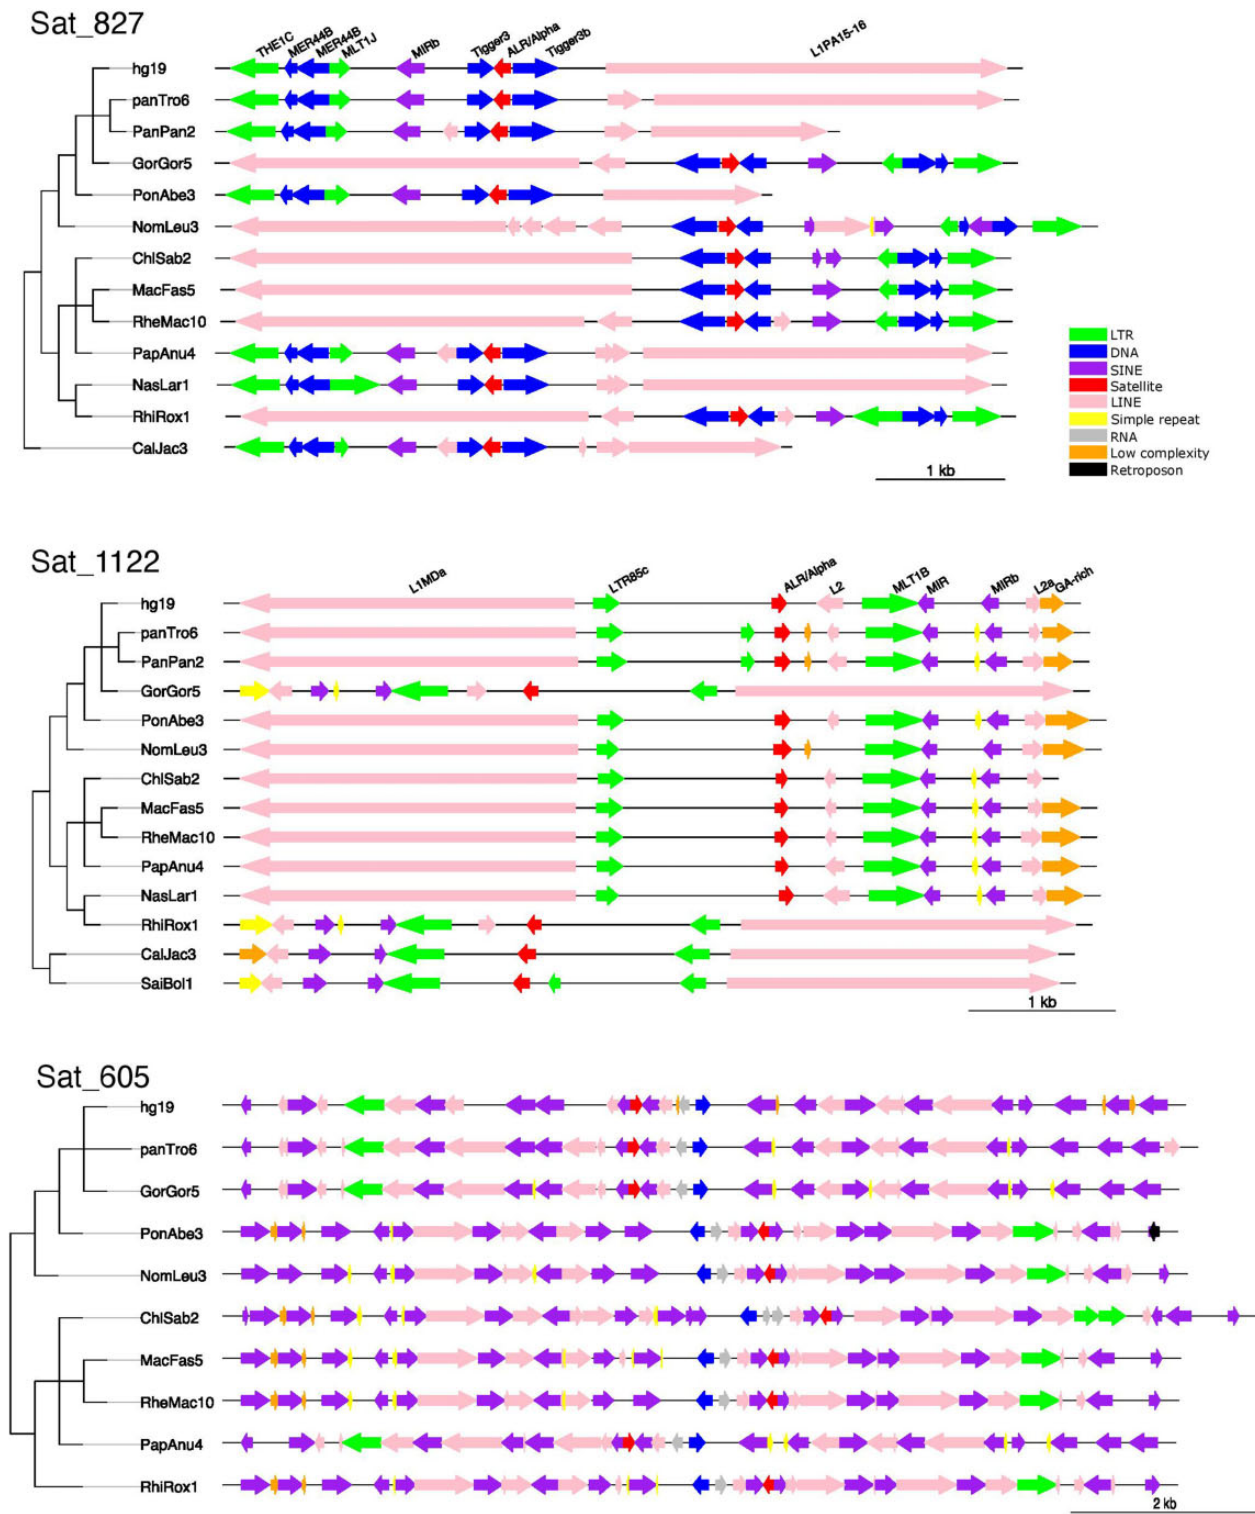 Sat_827
THE1C MER44B MER44B MLT1J MIRb Tigger3 ALR/Alpha Tigger3b L1PA15-16
hg19
panTro6
PanPan2
GorGor5
PonAbe3
NomLeu3
ChlSab2
MacFas5
RheMac10
PapAnu4
NasLar1
RhiRox1
CalJac3
LTR
DNA
SINE
Satellite
LINE
Simple repeat
RNA
Low complexity
Retroposon
1 kb
Sat_1122
L1MDa LTR85c ALR/Alpha L2 MLT1B MIR MIRb L2a GA-rich
hg19
panTro6
PanPan2
GorGor5
PonAbe3
NomLeu3
ChlSab2
MacFas5
RheMac10
PapAnu4
NasLar1
RhiRox1
CalJac3
SaiBol1
1 kb
Sat_605
hg19
panTro6
GorGor5
PonAbe3
NomLeu3
ChlSab2
MacFas5
RheMac10
PapAnu4
RhiRox1
2 kb